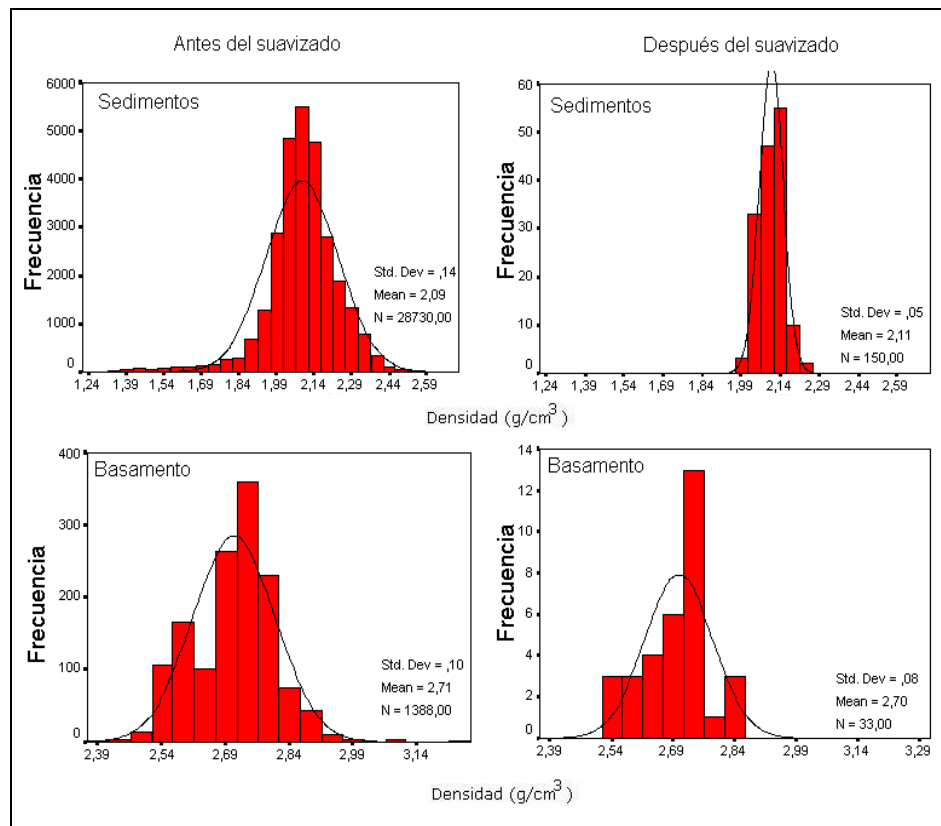 Antes del suavizado
Después del suavizado
Sedimentos
Frecuencia
6000
5000
4000
3000
2000
1000
0
1,24 1,39 1,54 1,69 1,84 1,99 2,14 2,29 2,44 2,59
Std. Dev = ,14
Mean = 2,09
N = 28730,00
Sedimentos
Frecuencia
60
50
40
30
20
10
0
1,24 1,39 1,54 1,69 1,84 1,99 2,14 2,29 2,44 2,59
Std. Dev = ,05
Mean = 2,11
N = 150,00
Densidad (g/cm³)
Basamento
Frecuencia
400
300
200
100
0
2,39 2,54 2,69 2,84 2,99 3,14
Std. Dev = ,10
Mean = 2,71
N = 1388,00
Basamento
Frecuencia
14
12
10
8
6
4
2
0
2,39 2,54 2,69 2,84 2,99 3,14 3,29
Std. Dev = ,08
Mean = 2,70
N = 33,00
Densidad (g/cm³)